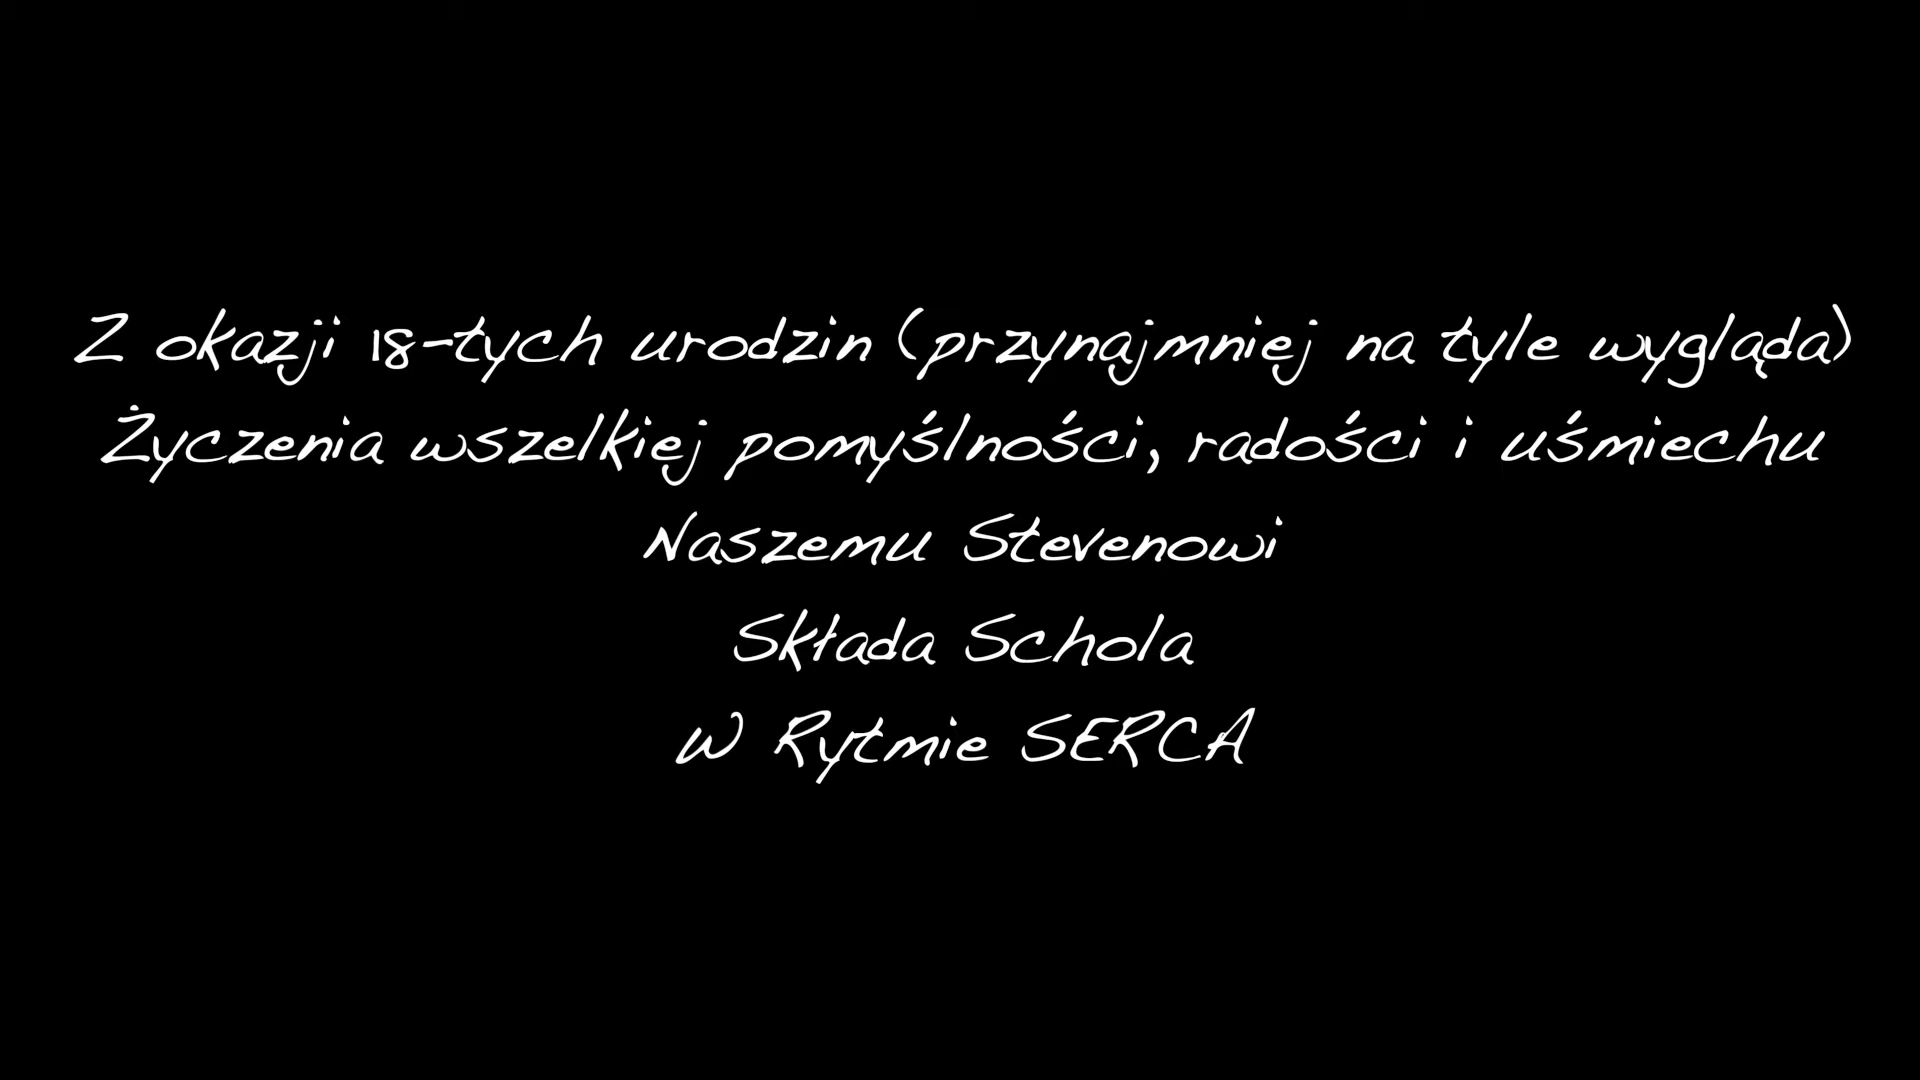 Z okazji 18-tych urodzin (przynajmniej na tyle wygląda)
Życzenia wszelkiej pomyślności, radości i uśmiechu
Naszemu Stevenowi
Składa Schola
W Rytmie SERCA